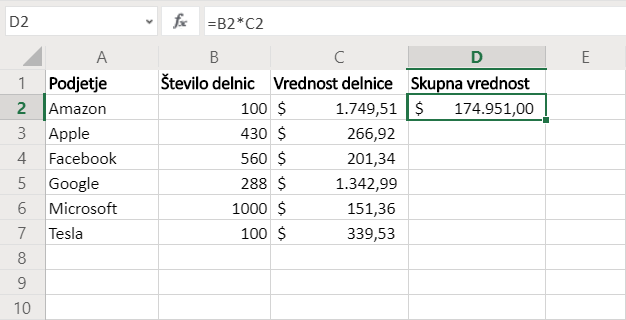 D2 fx =B2*C2
A B C D E
1 Podjetje Število delnic Vrednost delnice Skupna vrednost
2 Amazon 100 $ 1.749,51 $ 174.951,00
3 Apple 430 $ 266,92
4 Facebook 560 $ 201,34
5 Google 288 $ 1.342,99
6 Microsoft 1000 $ 151,36
7 Tesla 100 $ 339,53
8
9
10